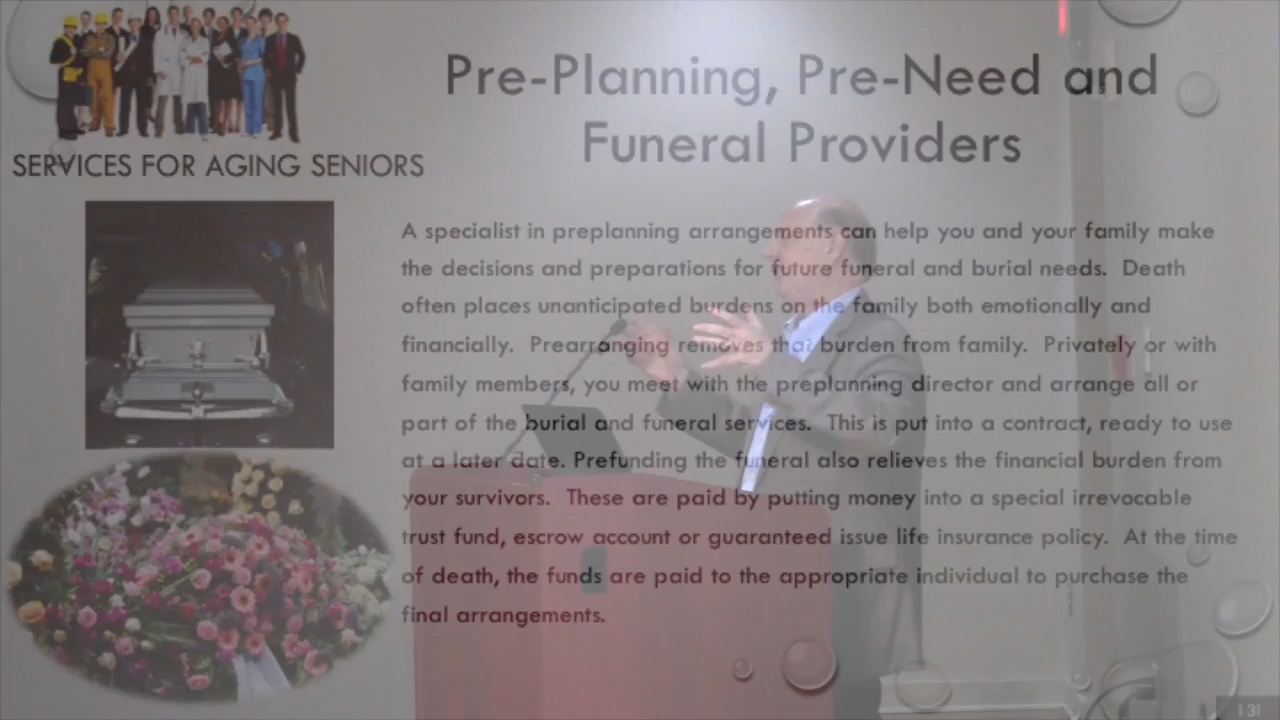 Pre-Planning, Pre-Need and
Funeral Providers
SERVICES FOR AGING SENIORS
A specialist in preplanning arrangements can help you and your family make
the decisions and preparations for future funeral and burial needs.  Death
often places unanticipated burdens on the family both emotionally and
financially.  Prearranging removes that burden from family.  Privately or with
family members, you meet with the preplanning director and arrange all or
part of the burial and funeral services.  This is put into a contract, ready to use
at a later date. Prefunding the funeral also relieves the financial burden from
your survivors.  These are paid by putting money into a special irrevocable
trust fund, escrow account or guaranteed issue life insurance policy.  At the time
of death, the funds are paid to the appropriate individual to purchase the
final arrangements.